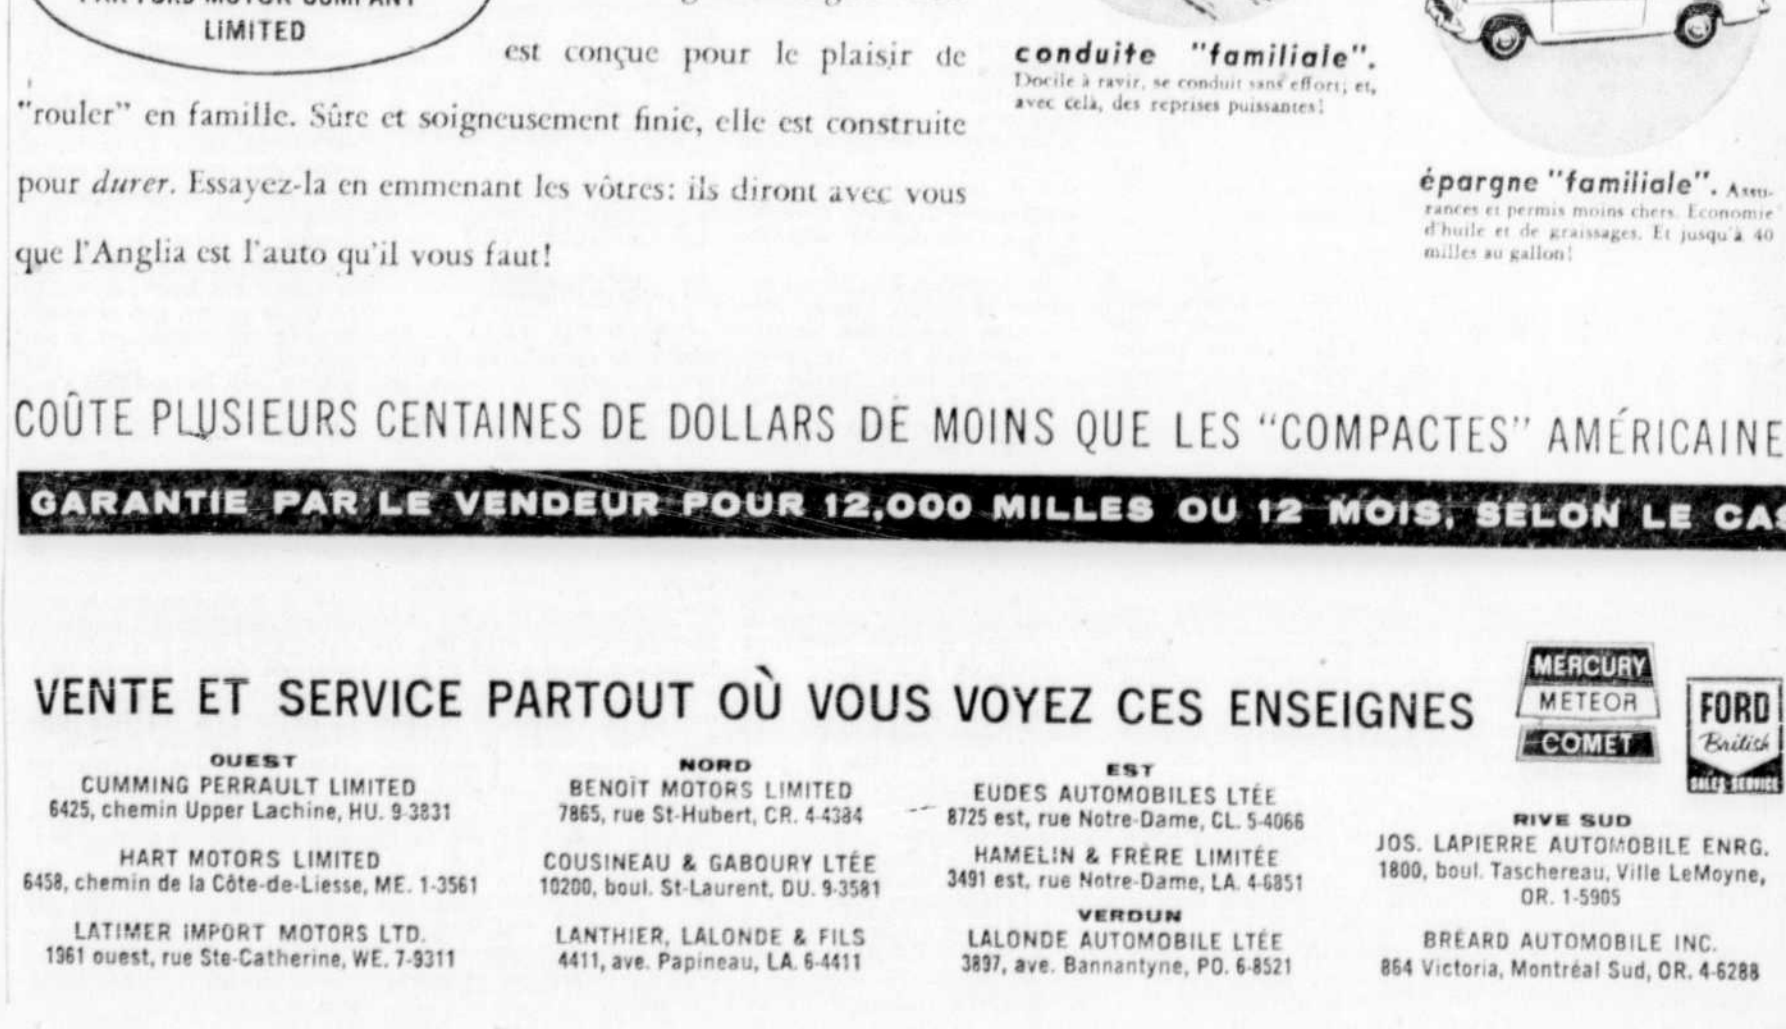 LIMITED
est conçue pour le plaisir de
"rouler" en famille. Sûre et soigneusement finie, elle est construite
pour durer. Essayez-la en emmenant les vôtres: ils diront avec vous
que l'Anglia est l'auto qu'il vous faut!
conduite "familiale".
Docile à ravir, se conduit sans effort; et,
avec cela, des reprises puissantes!
épargne "familiale". Assu-
rances et permis moins chers. Economie
d'huile et de graissages. Et jusqu'à 40
milles au gallon!
COÛTE PLUSIEURS CENTAINES DE DOLLARS DE MOINS QUE LES "COMPACTES" AMÉRICAINE
GARANTIE PAR LE VENDEUR POUR 12,000 MILLES OU 12 MOIS, SELON LE CAS
VENTE ET SERVICE PARTOUT OÙ VOUS VOYEZ CES ENSEIGNES
MERCURY
METEOR
COMET
FORD
British
SALES-SERVICE
OUEST
CUMMING PERRAULT LIMITED
6425, chemin Upper Lachine, HU. 9-3831
HART MOTORS LIMITED
6458, chemin de la Côte-de-Liesse, ME. 1-3561
LATIMER IMPORT MOTORS LTD.
1961 ouest, rue Ste-Catherine, WE. 7-9311
NORD
BENOÎT MOTORS LIMITED
7865, rue St-Hubert, CR. 4-4384
COUSINEAU & GABOURY LTÉE
10200, boul. St-Laurent, DU. 9-3581
LANTHIER, LALONDE & FILS
4411, ave. Papineau, LA. 6-4411
EST
EUDES AUTOMOBILES LTÉE
8725 est, rue Notre-Dame, CL. 5-4066
HAMELIN & FRÈRE LIMITÉE
3491 est, rue Notre-Dame, LA. 4-6851
VERDUN
LALONDE AUTOMOBILE LTÉE
3897, ave. Bannantyne, PO. 6-8521
RIVE SUD
JOS. LAPIERRE AUTOMOBILE ENRG.
1800, boul. Taschereau, Ville LeMoyne,
OR. 1-5905
BRÉARD AUTOMOBILE INC.
864 Victoria, Montréal Sud, OR. 4-6288